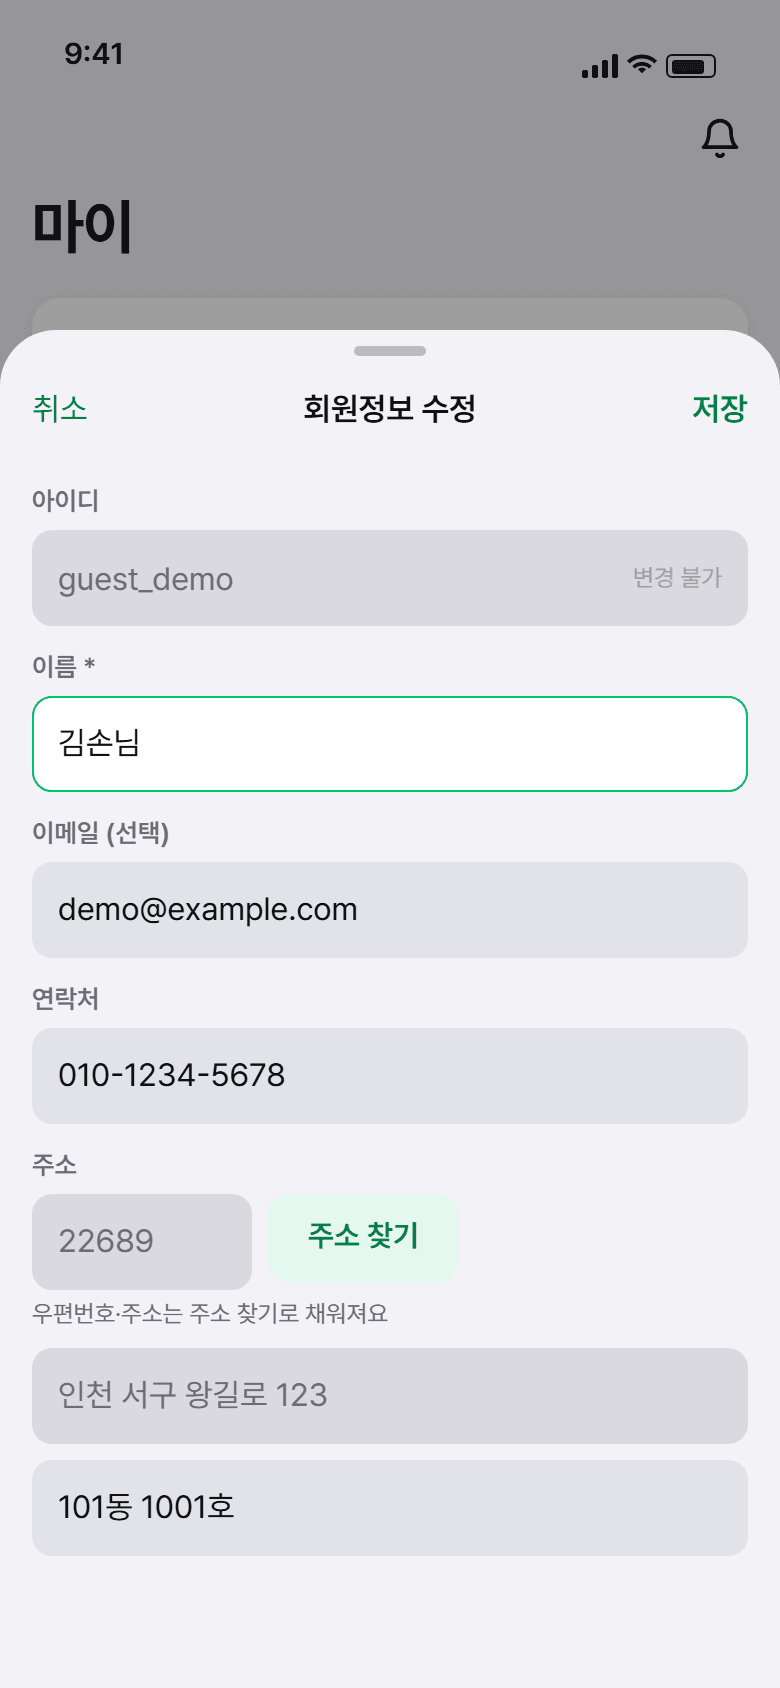 9:41
마이
취소 회원정보 수정 저장
아이디
guest_demo 변경 불가
이름 *
김손님
이메일 (선택)
demo@example.com
연락처
010-1234-5678
주소
22689 주소 찾기
우편번호·주소는 주소 찾기로 채워져요
인천 서구 왕길로 123
101동 1001호